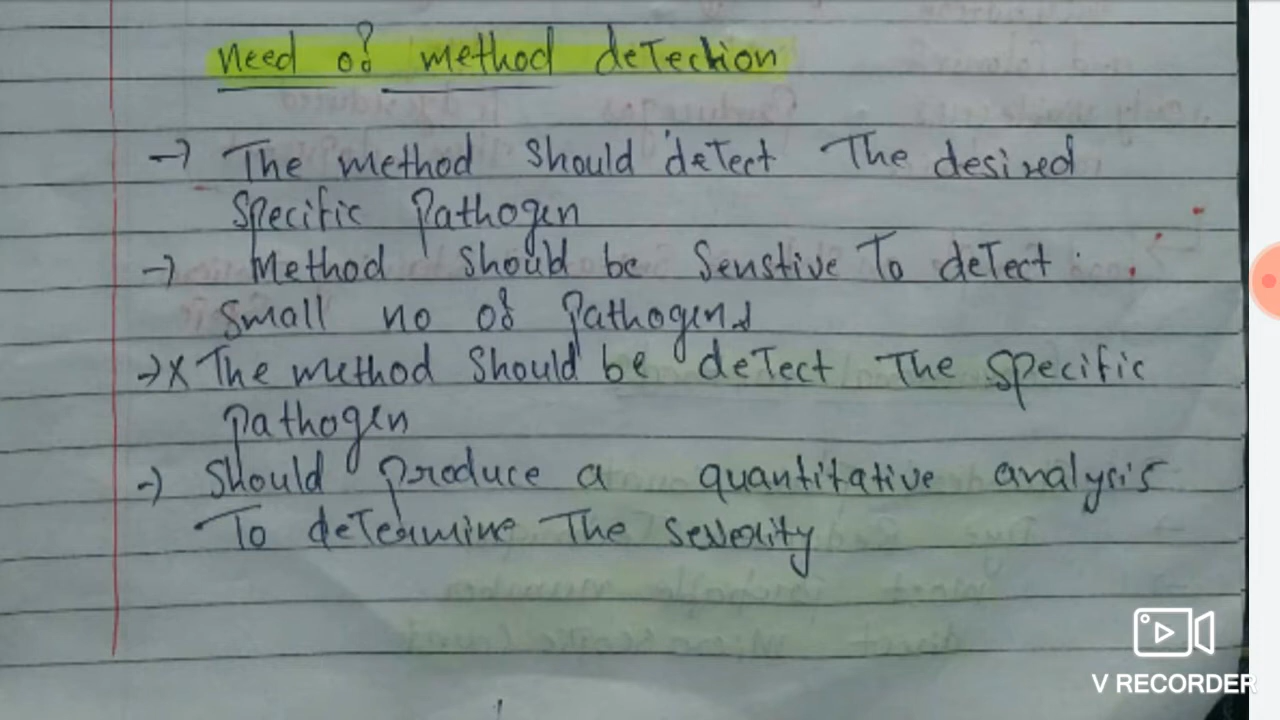 need of method detection
→ The method should detect The desired
Specific Pathogen
→ Method should be Senstive To detect
Small no of Pathogens
→x The method should be detect The specific
pathogen
→ Should produce a quantitative analysis
To determine The severity
V RECORDER